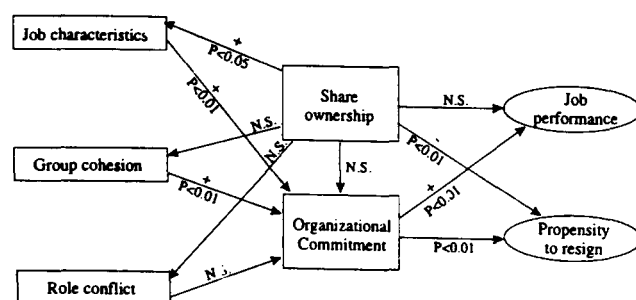 Job characteristics
+
P<0.05
+
P<0.01
Share
ownership
N.S.
Job
performance
N.S.
N.S.
-
P<0.01
Group cohesion
+
P<0.01
N.S.
+
P<0.01
Organizational
Commitment
P<0.01
Propensity
to resign
N.S.
Role conflict